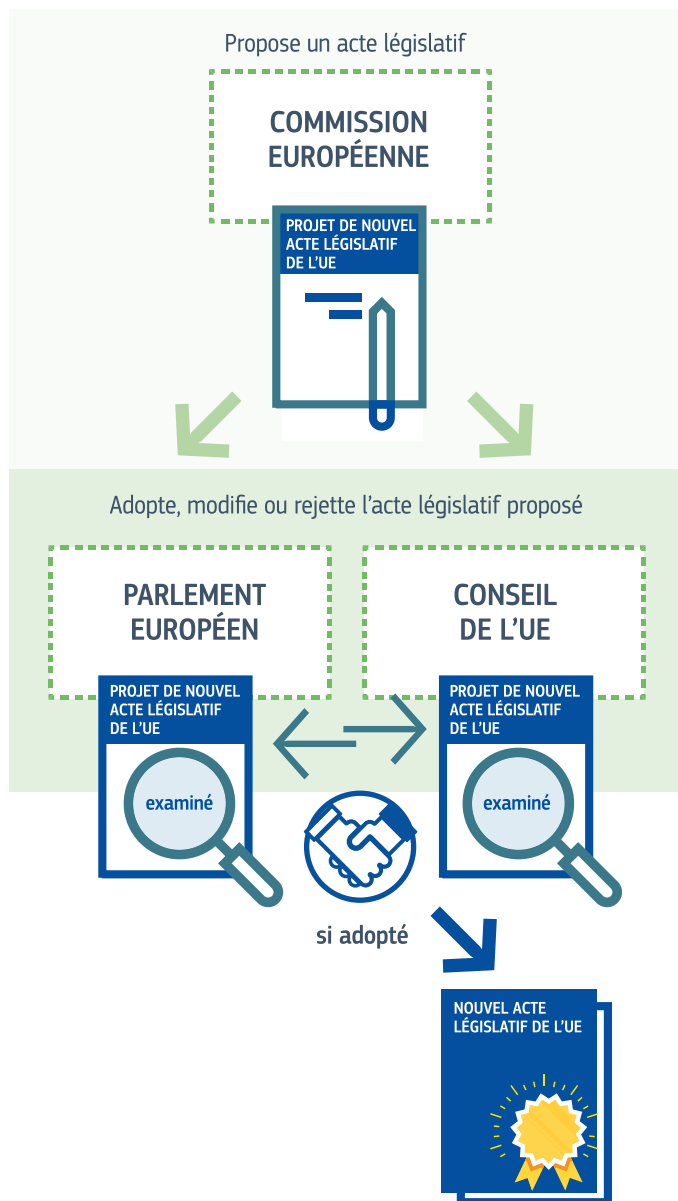 Propose un acte législatif
COMMISSION
EUROPÉENNE
PROJET DE NOUVEL
ACTE LÉGISLATIF
DE L’UE
Adopte, modifie ou rejette l’acte législatif proposé
PARLEMENT
EUROPÉEN
PROJET DE NOUVEL
ACTE LÉGISLATIF
DE L’UE
examiné
CONSEIL
DE L’UE
PROJET DE NOUVEL
ACTE LÉGISLATIF
DE L’UE
examiné
si adopté
NOUVEL ACTE
LÉGISLATIF DE L’UE